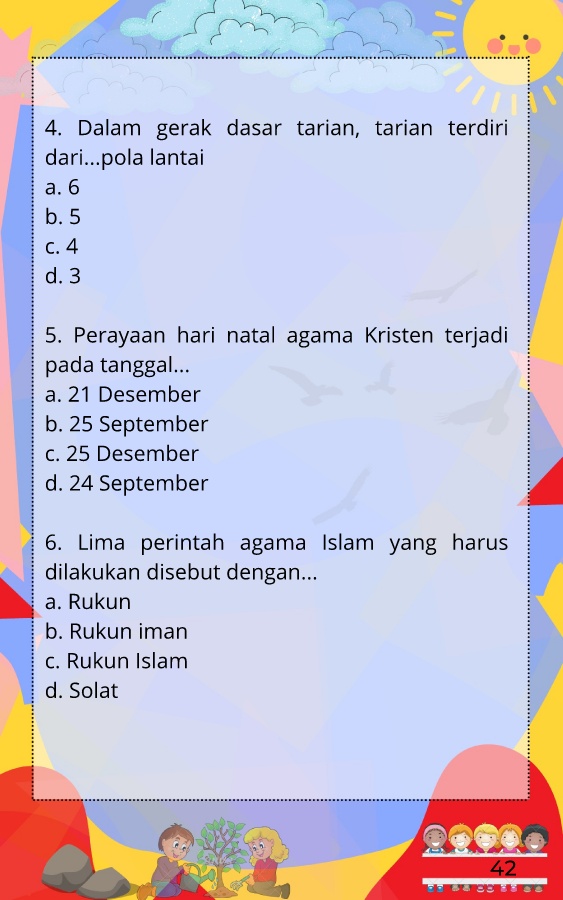 4. Dalam gerak dasar tarian, tarian terdiri
dari...pola lantai
a. 6
b. 5
c. 4
d. 3
5. Perayaan hari natal agama Kristen terjadi
pada tanggal...
a. 21 Desember
b. 25 September
c. 25 Desember
d. 24 September
6. Lima perintah agama Islam yang harus
dilakukan disebut dengan...
a. Rukun
b. Rukun iman
c. Rukun Islam
d. Solat
42